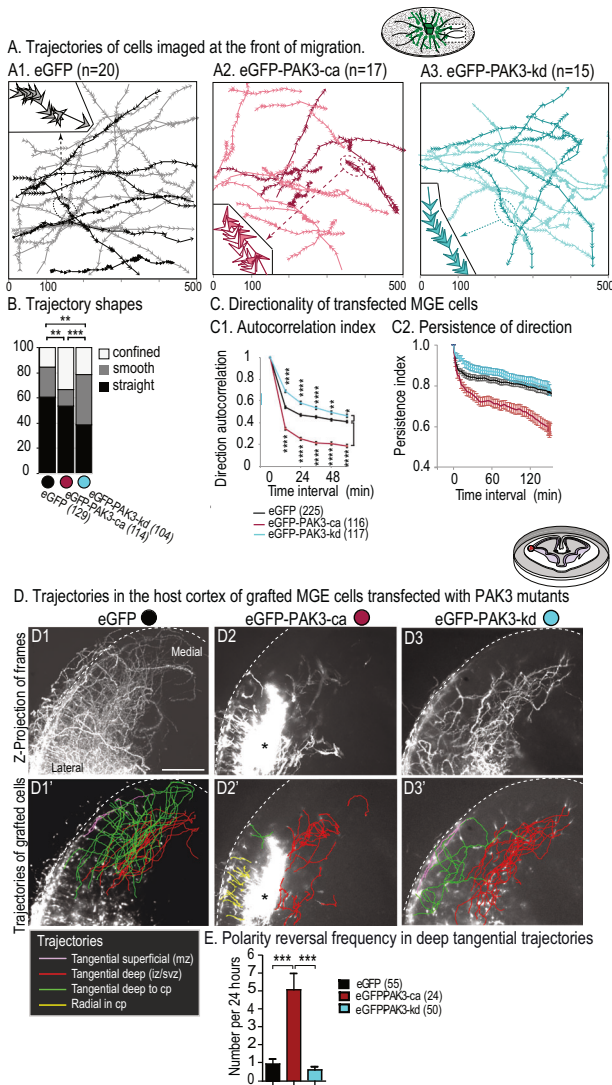 A. Trajectories of cells imaged at the front of migration.
A1. eGFP (n=20)
A2. eGFP-PAK3-ca (n=17)
A3. eGFP-PAK3-kd (n=15)
0 100 500
0 100 500
0 100 500
B. Trajectory shapes
**
** ***
100
80
60
40
20
0
confined
smooth
straight
eGFP (129)
eGFP-PAK3-ca (114)
eGFP-PAK3-kd (104)
C. Directionality of transfected MGE cells
C1. Autocorrelation index
Direction autocorrelation
1
0.8
0.6
0.4
0.2
0
0 24 48
Time interval (min)
eGFP (225)
eGFP-PAK3-ca (116)
eGFP-PAK3-kd (117)
C2. Persistence of direction
Persistence index
1.0
0.8
0.6
0.4
0 60 120
Time interval (min)
D. Trajectories in the host cortex of grafted MGE cells transfected with PAK3 mutants
eGFP
eGFP-PAK3-ca
eGFP-PAK3-kd
Z-Projection of frames
D1
Medial
Lateral
D2
*
D3
Trajectories of grafted cells
D1'
D2'
*
D3'
Trajectories
Tangential superficial (mz)
Tangential deep (iz/svz)
Tangential deep to cp
Radial in cp
E. Polarity reversal frequency in deep tangential trajectories
*** ***
Number per 24 hours
6
5
4
3
2
1
0
eGFP (55)
eGFPPAK3-ca (24)
eGFPPAK3-kd (50)